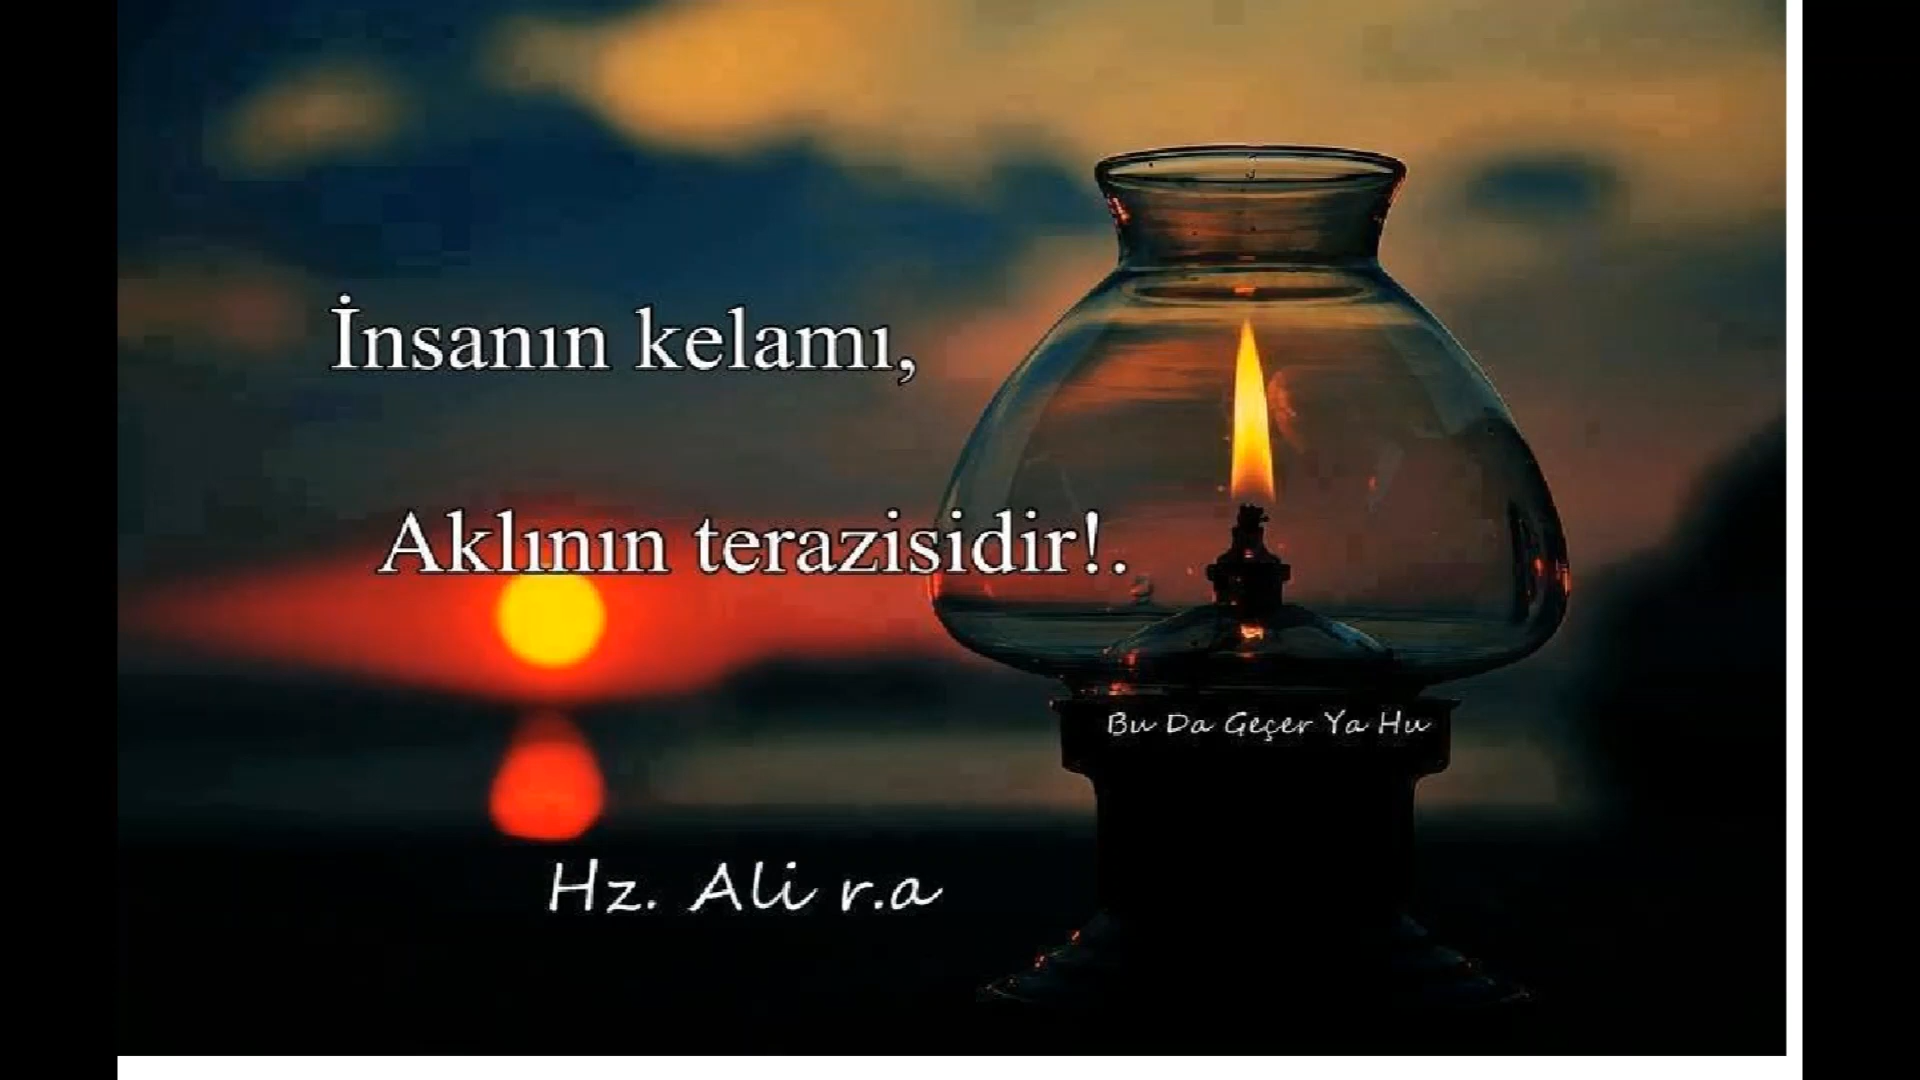 İnsanın kelamı,
Aklının terazisidir!.
Bu Da Geçer Ya Hu
Hz. Ali r.a